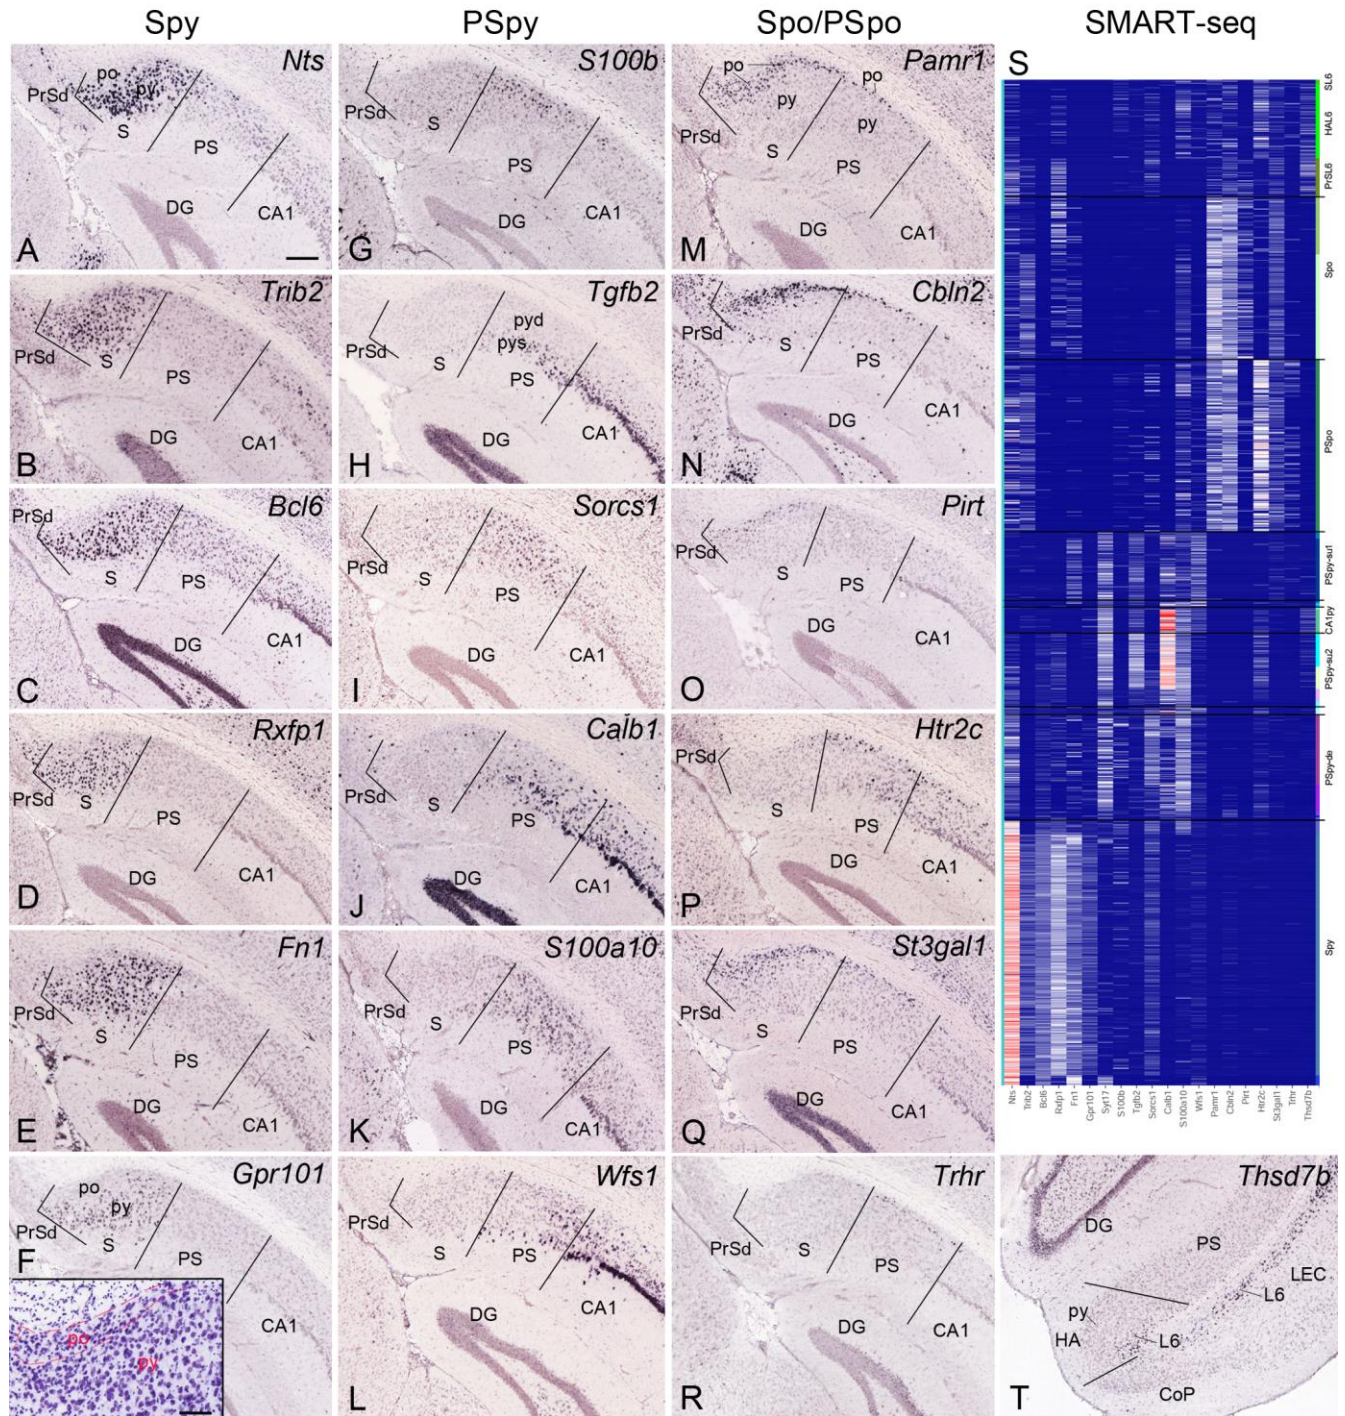 Spy
PSpy
Spo/PSpo
SMART-seq
Nts
po
py
PrSd
S
PS
DG
CA1
A
S100b
PrSd
S
PS
DG
CA1
G
Pamr1
po
po
py
PrSd
py
S
PS
DG
CA1
M
Trib2
PrSd
S
PS
DG
CA1
B
Tgfb2
pyd
pys
PrSd
S
PS
DG
CA1
H
Cbln2
PrSd
S
PS
DG
CA1
N
Bcl6
PrSd
S
PS
DG
CA1
C
Sorcs1
PrSd
S
PS
DG
CA1
I
Pirt
PrSd
S
PS
DG
CA1
O
Rxfp1
PrSd
S
PS
DG
CA1
D
Calb1
PrSd
S
PS
DG
CA1
J
Htr2c
PrSd
S
PS
DG
CA1
P
Fn1
PrSd
S
PS
DG
CA1
E
S100a10
PrSd
S
PS
DG
CA1
K
St3gal1
PrSd
S
PS
DG
CA1
Q
Gpr101
po
py
PrSd
S
PS
F
CA1
po
py
Wfs1
PrSd
S
PS
DG
CA1
L
Trhr
PrSd
S
PS
DG
CA1
R
S
SL6
HAL6
PrSL6
Spo
PSpo
PSpy-su1
CA1py
PSpy-su2
PSpy-de
Spy
Nts
Trib2
Bcl6
Rxfp1
Fn1
Gpr101
Syt17
S100b
Tgfb2
Sorcs1
Calb1
S100a10
Wfs1
Pamr1
Cbln2
Pirt
Htr2c
St3gal1
Trhr
Thsd7b
Thsd7b
DG
PS
LEC
L6
py
HA
L6
CoP
T